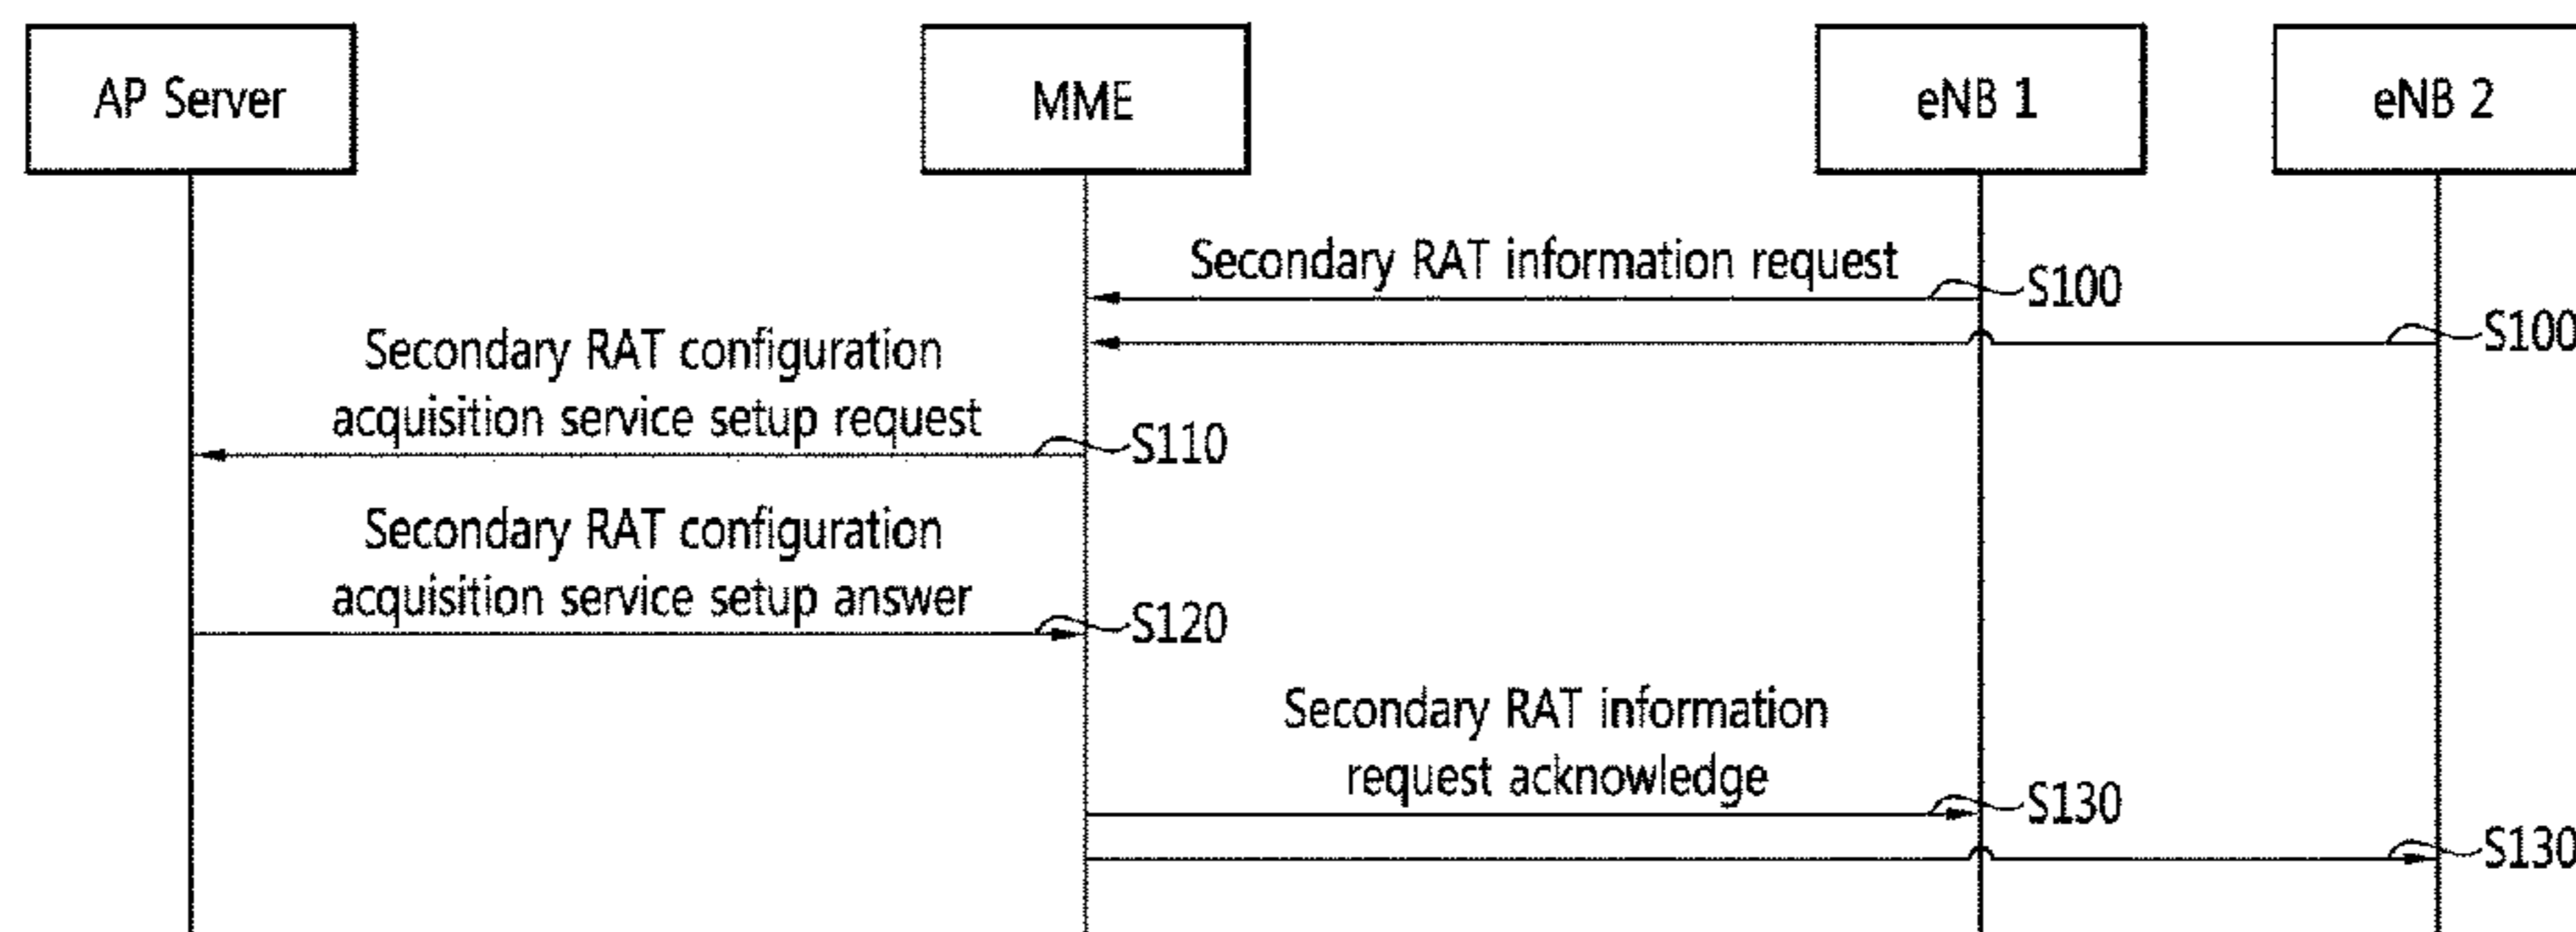 AP Server
MME
eNB 1
eNB 2
Secondary RAT information request
S100
S100
Secondary RAT configuration
acquisition service setup request
S110
Secondary RAT configuration
acquisition service setup answer
S120
Secondary RAT information
request acknowledge
S130
S130